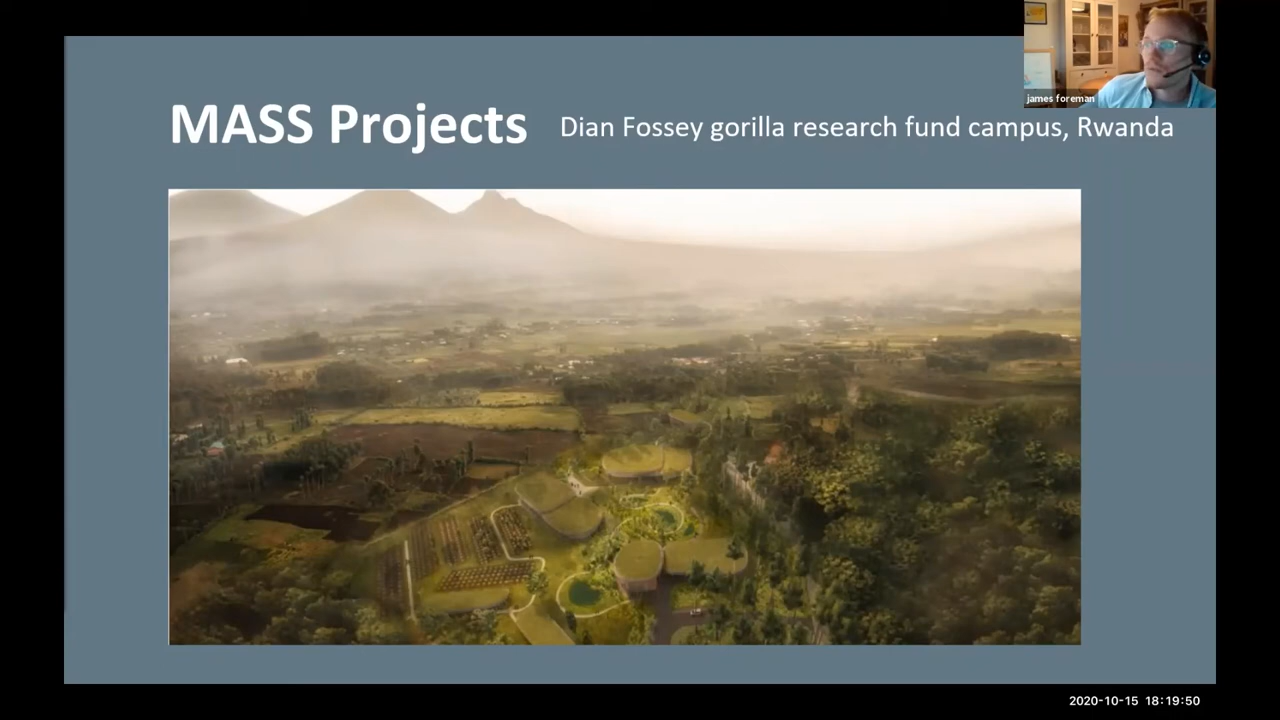 james foreman
MASS Projects
Dian Fossey gorilla research fund campus, Rwanda
2020-10-15 18:19:50